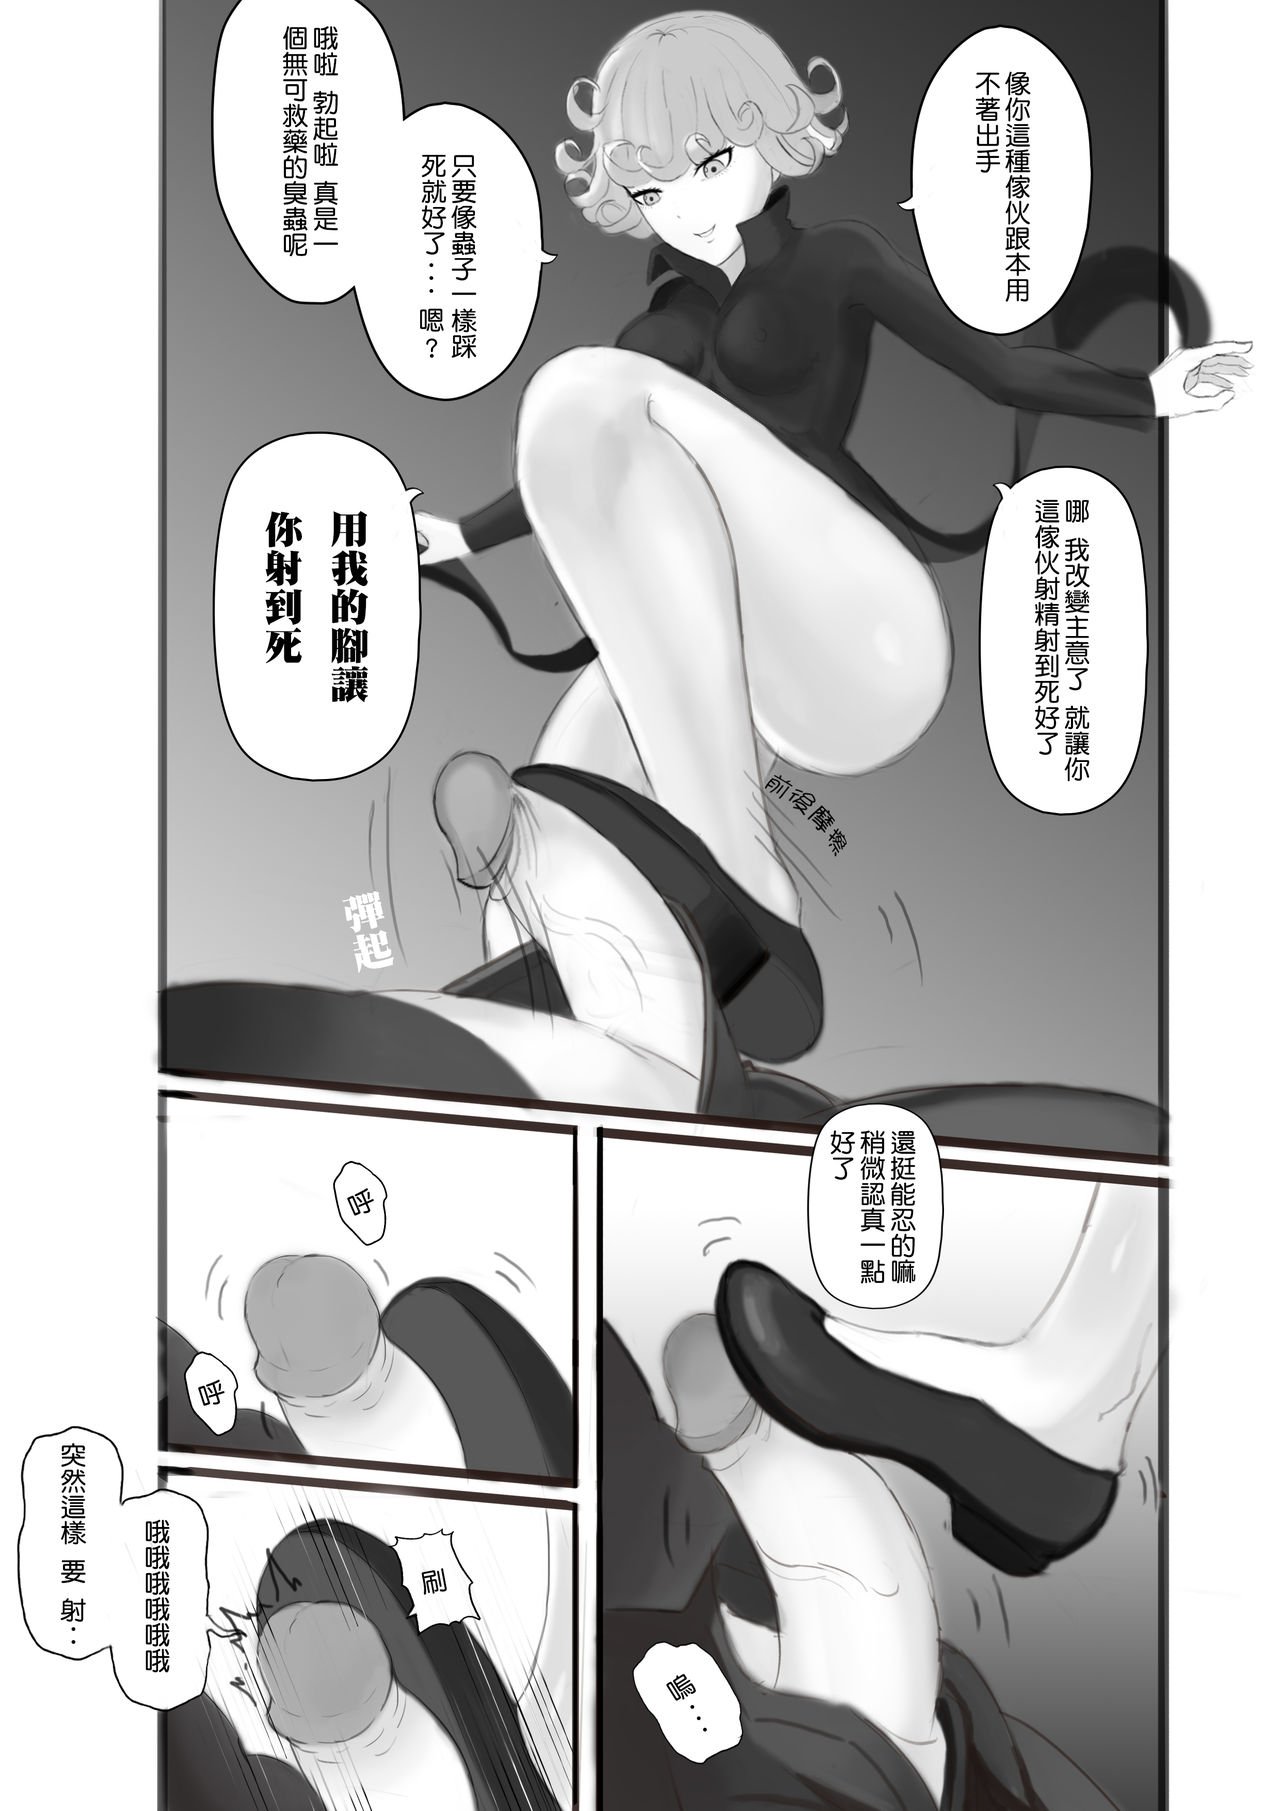 像你這種傢伙跟本用
不著出手
只要像蟲子一樣踩
死就好了...嗯？
哦啦 勃起啦 真是一
個無可救藥的臭蟲呢
哪 我改變主意了 就讓你
這傢伙射精射到死好了
用我的腳讓
你射到死
前後摩擦
彈起
還挺能忍的嘛
稍微認真一點
好了
嗚...
呼
呼
刷
哦哦哦哦哦哦
突然這樣 要 射..